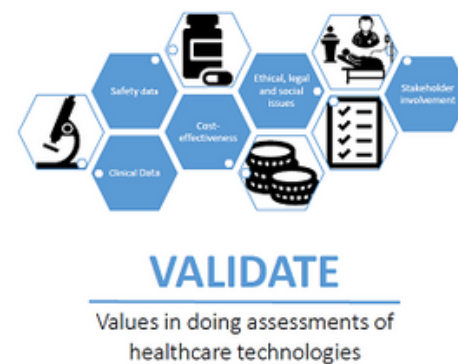 Safety data
Ethical, legal
and social
issues
Stakeholder
involvement
Cost-
effectiveness
Clinical Data
VALIDATE
Values in doing assessments of
healthcare technologies